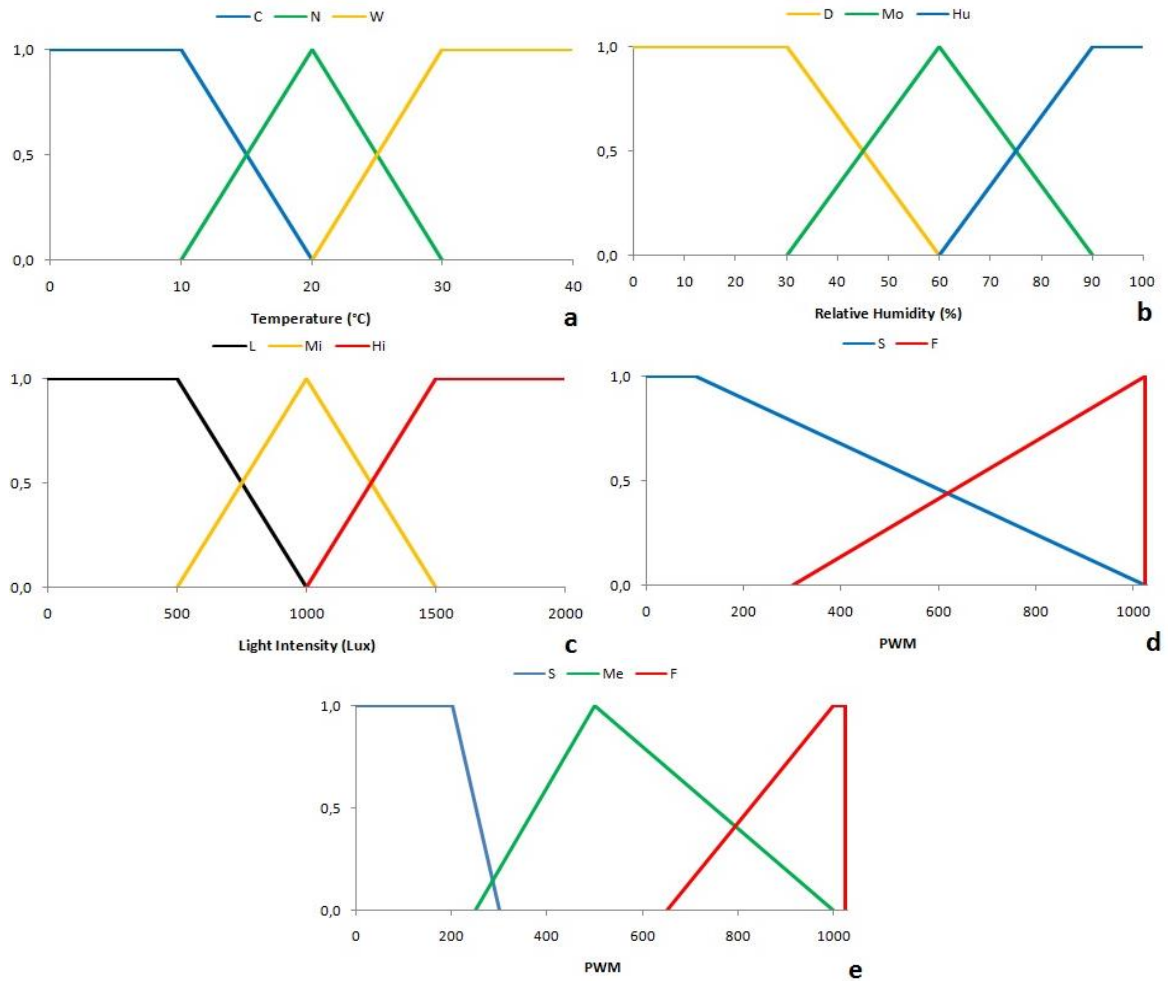 C N W
1,0
0,5
0,0
0 10 20 30 40
Temperature (°C)
a
D Mo Hu
1,0
0,5
0,0
0 10 20 30 40 50 60 70 80 90 100
Relative Humidity (%)
b
L Mi Hi
1,0
0,5
0,0
0 500 1000 1500 2000
Light Intensity (Lux)
c
S F
1,0
0,5
0,0
0 200 400 600 800 1000
PWM
d
S Me F
1,0
0,5
0,0
0 200 400 600 800 1000
PWM
e